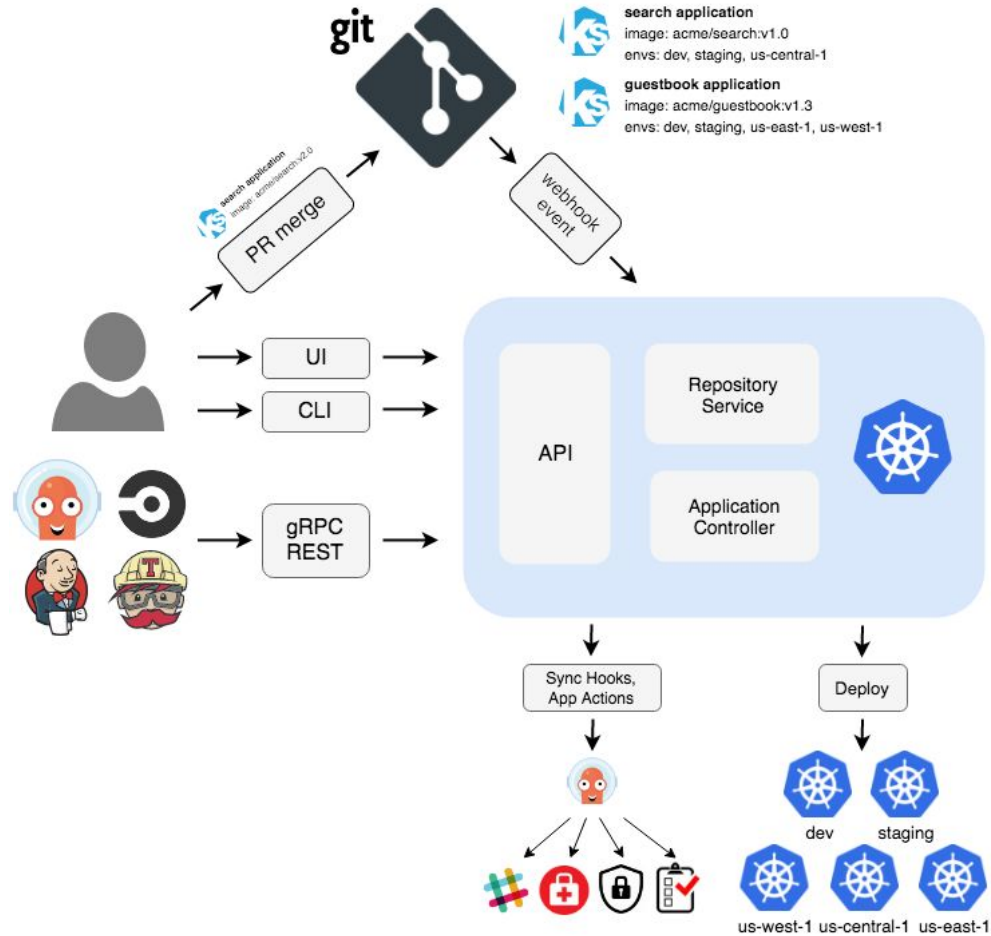 git
search application
image: acme/search:v1.0
envs: dev, staging, us-central-1
guestbook application
image: acme/guestbook:v1.3
envs: dev, staging, us-east-1, us-west-1
Ks
Ks
search application
image: acme/search:v2.0
Ks
PR merge
webhook
event
UI
CLI
gRPC
REST
API
Repository
Service
Application
Controller
T
Sync Hooks,
App Actions
Deploy
dev
staging
us-west-1
us-central-1
us-east-1